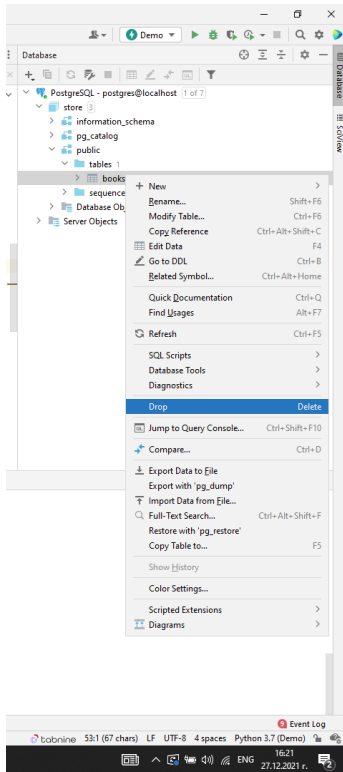 Demo
Database
PostgreSQL - postgres@localhost 1 of 7
store 3
information_schema
pg_catalog
public
tables 1
books
sequence
Database Obj
Server Objects
New
Rename... Shift+F6
Modify Table... Ctrl+F6
Copy Reference Ctrl+Alt+Shift+C
Edit Data F4
Go to DDL Ctrl+B
Related Symbol... Ctrl+Alt+Home
Quick Documentation Ctrl+Q
Find Usages Alt+F7
Refresh Ctrl+F5
SQL Scripts
Database Tools
Diagnostics
Drop Delete
Jump to Query Console... Ctrl+Shift+F10
Compare... Ctrl+D
Export Data to File
Export with 'pg_dump'
Import Data from File...
Full-Text Search... Ctrl+Alt+Shift+F
Restore with 'pg_restore'
Copy Table to... F5
Show History
Color Settings...
Scripted Extensions
Diagrams
Database
SciView
9 Event Log
tabnine 53:1 (67 chars) LF UTF-8 4 spaces Python 3.7 (Demo)
ENG 16:21
27.12.2021 г. 2